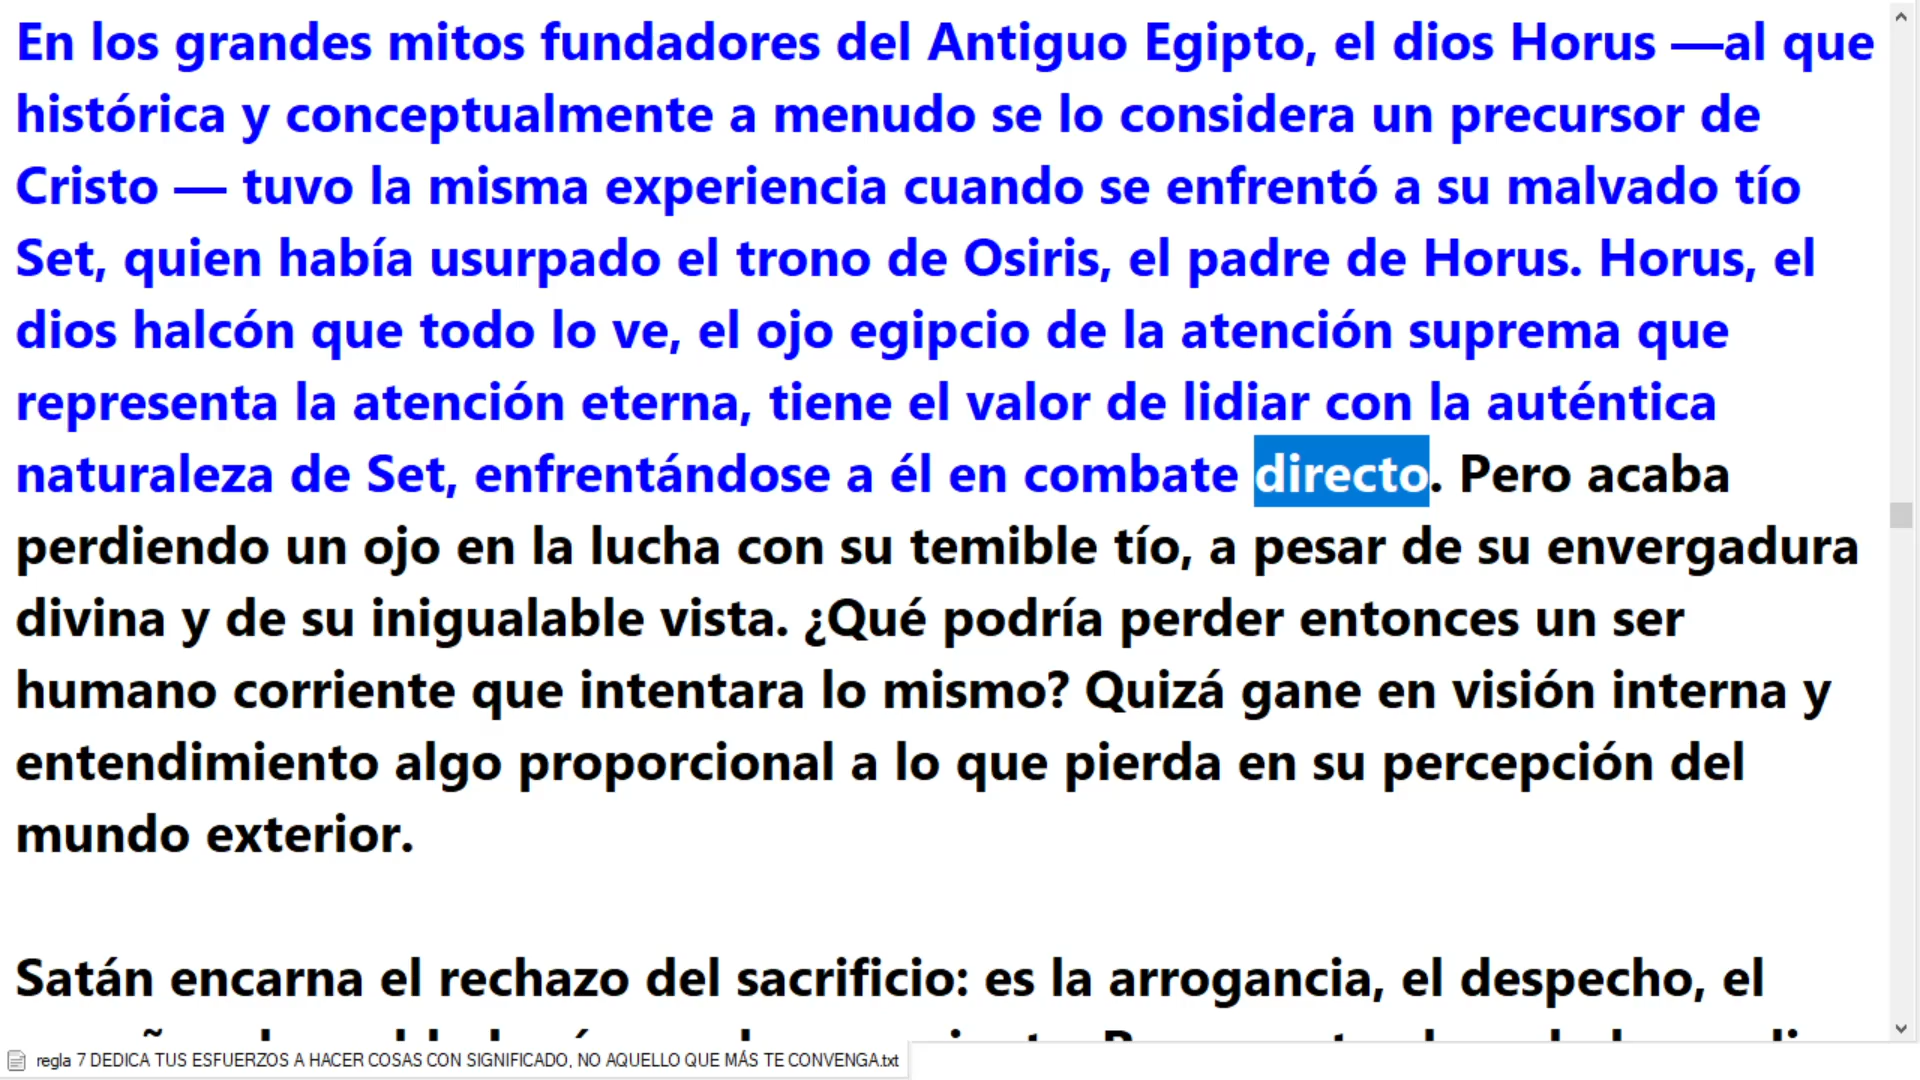 En los grandes mitos fundadores del Antiguo Egipto, el dios Horus —al que
histórica y conceptualmente a menudo se lo considera un precursor de
Cristo — tuvo la misma experiencia cuando se enfrentó a su malvado tío
Set, quien había usurpado el trono de Osiris, el padre de Horus. Horus, el
dios halcón que todo lo ve, el ojo egipcio de la atención suprema que
representa la atención eterna, tiene el valor de lidiar con la auténtica
naturaleza de Set, enfrentándose a él en combate directo. Pero acaba
perdiendo un ojo en la lucha con su temible tío, a pesar de su envergadura
divina y de su inigualable vista. ¿Qué podría perder entonces un ser
humano corriente que intentara lo mismo? Quizá gane en visión interna y
entendimiento algo proporcional a lo que pierda en su percepción del
mundo exterior.
Satán encarna el rechazo del sacrificio: es la arrogancia, el despecho, el
regla 7 DEDICA TUS ESFUERZOS A HACER COSAS CON SIGNIFICADO, NO AQUELLO QUE MÁS TE CONVENGA.txt